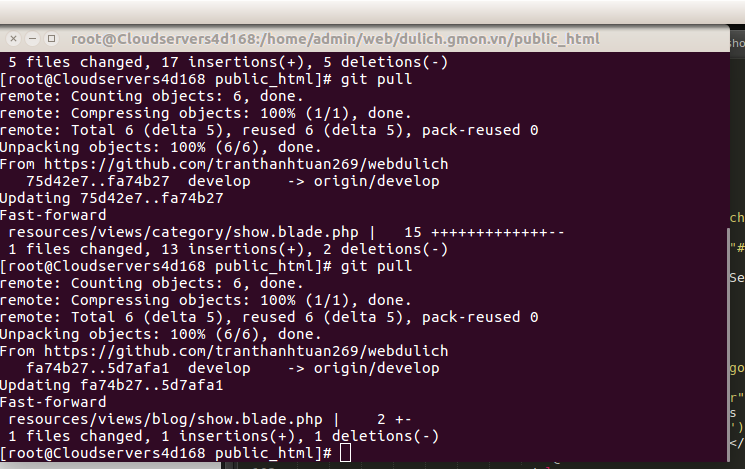 root@Cloudservers4d168:/home/admin/web/dulich.gmon.vn/public_html
5 files changed, 17 insertions(+), 5 deletions(-)
[root@Cloudservers4d168 public_html]# git pull
remote: Counting objects: 6, done.
remote: Compressing objects: 100% (1/1), done.
remote: Total 6 (delta 5), reused 6 (delta 5), pack-reused 0
Unpacking objects: 100% (6/6), done.
From https://github.com/tranthanhtuan269/webdulich
   75d42e7..fa74b27  develop    -> origin/develop
Updating 75d42e7..fa74b27
Fast-forward
 resources/views/category/show.blade.php |   15 +++++++++++++--
 1 files changed, 13 insertions(+), 2 deletions(-)
[root@Cloudservers4d168 public_html]# git pull
remote: Counting objects: 6, done.
remote: Compressing objects: 100% (1/1), done.
remote: Total 6 (delta 5), reused 6 (delta 5), pack-reused 0
Unpacking objects: 100% (6/6), done.
From https://github.com/tranthanhtuan269/webdulich
   fa74b27..5d7afa1  develop    -> origin/develop
Updating fa74b27..5d7afa1
Fast-forward
 resources/views/blog/show.blade.php |    2 +-
 1 files changed, 1 insertions(+), 1 deletions(-)
[root@Cloudservers4d168 public_html]#
sho
ch
"#
Se
go
r"
s
')
</